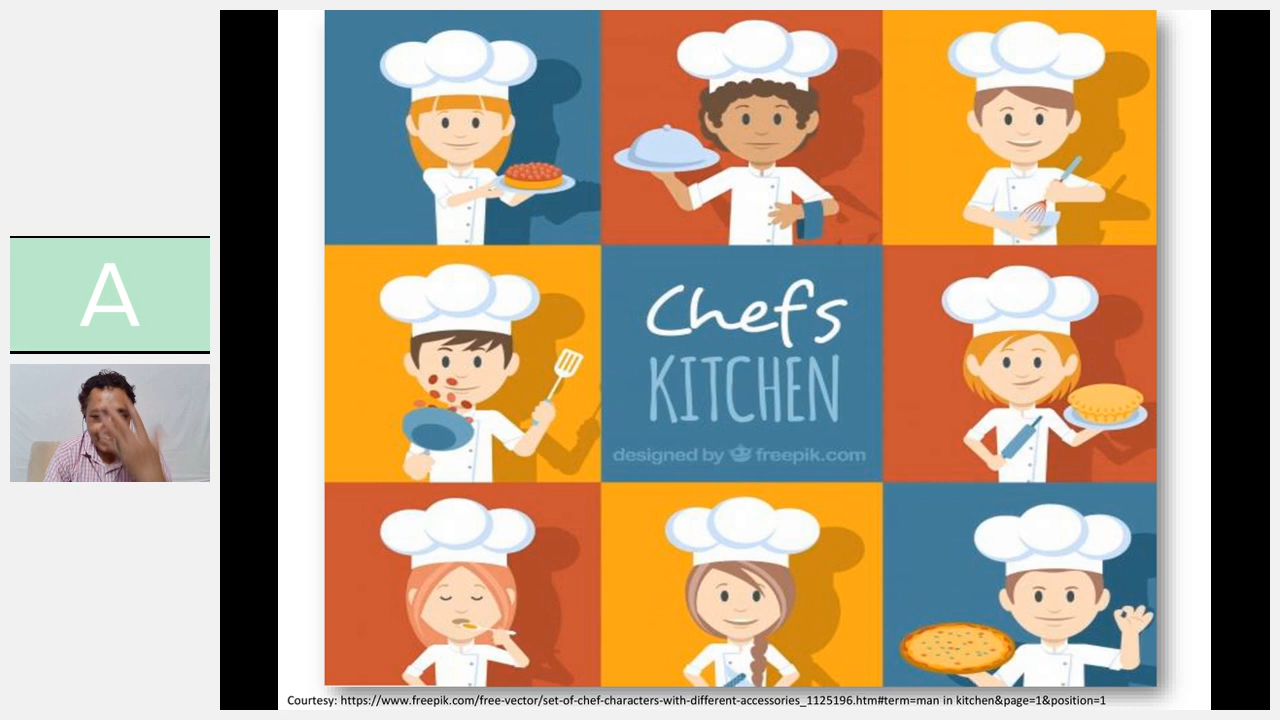 A
Chefs
KITCHEN
designed by freepik.com
Courtesy: https://www.freepik.com/free-vector/set-of-chef-characters-with-different-accessories_1125196.htm#term=man in kitchen&page=1&position=1